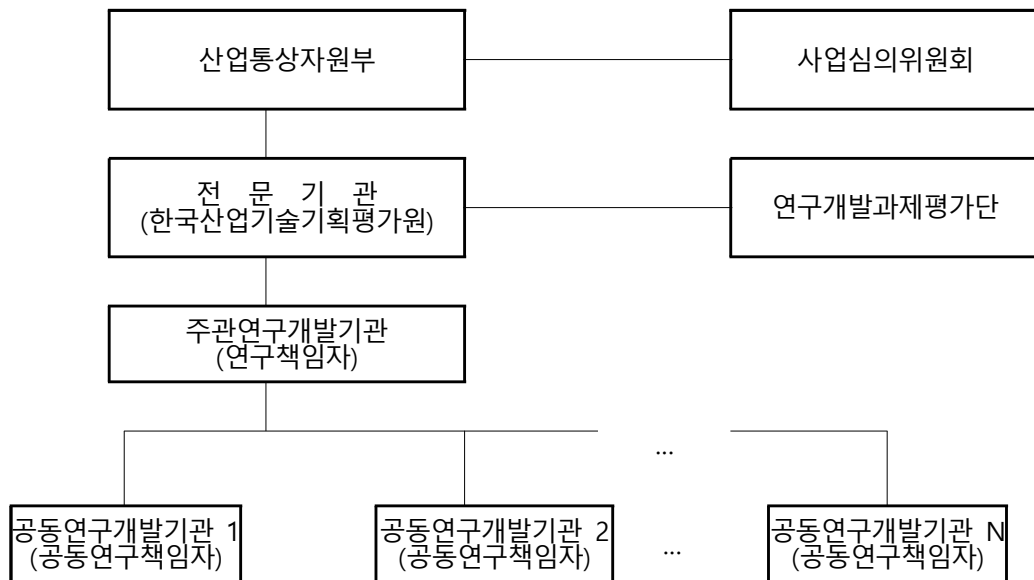 산업통상자원부
사업심의위원회
전 문 기 관
(한국산업기술기획평가원)
연구개발과제평가단
주관연구개발기관
(연구책임자)
...
공동연구개발기관 1
(공동연구책임자)
공동연구개발기관 2
(공동연구책임자)
...
공동연구개발기관 N
(공동연구책임자)